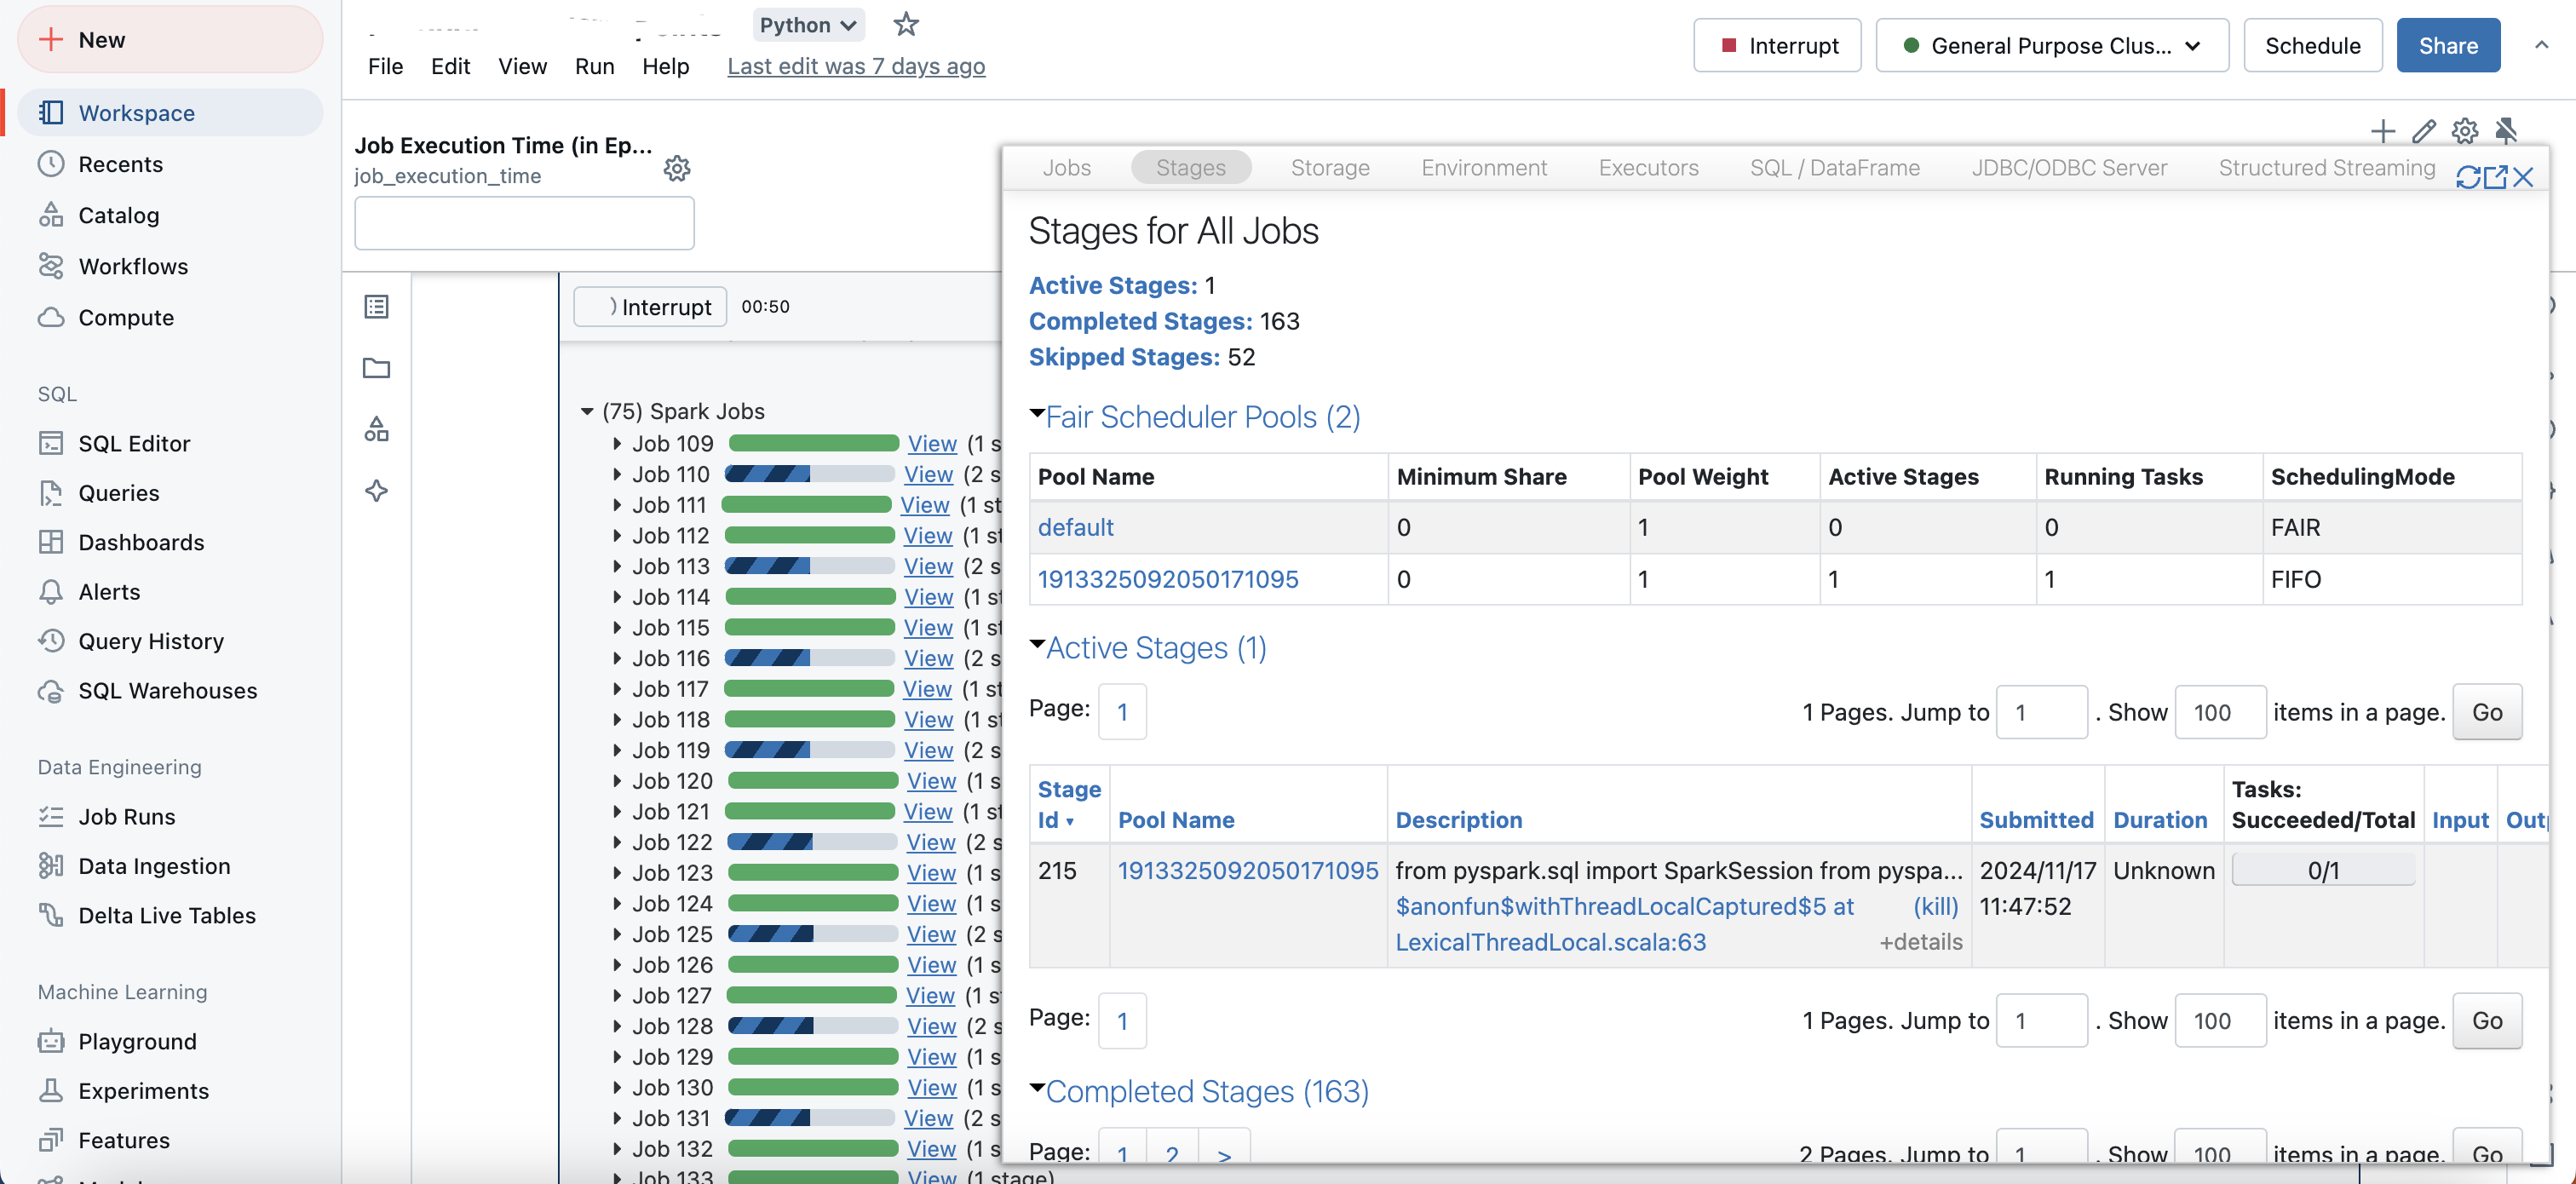 New
Workspace
Recents
Catalog
Workflows
Compute
SQL
SQL Editor
Queries
Dashboards
Alerts
Query History
SQL Warehouses
Data Engineering
Job Runs
Data Ingestion
Delta Live Tables
Machine Learning
Playground
Experiments
Features
Python
File Edit View Run Help Last edit was 7 days ago
Interrupt
General Purpose Clus...
Schedule
Share
Job Execution Time (in Ep...
job_execution_time
Interrupt 00:50
(75) Spark Jobs
Job 109 View (1 s
Job 110 View (2 s
Job 111 View (1 st
Job 112 View (1 st
Job 113 View (2 s
Job 114 View (1 st
Job 115 View (1 st
Job 116 View (2 s
Job 117 View (1 st
Job 118 View (1 st
Job 119 View (2 s
Job 120 View (1 s
Job 121 View (1 st
Job 122 View (2 s
Job 123 View (1 s
Job 124 View (1 s
Job 125 View (2 s
Job 126 View (1 s
Job 127 View (1 st
Job 128 View (2 s
Job 129 View (1 s
Job 130 View (1 s
Job 131 View (2 s
Job 132 View (1 s
Job 133 View (1 stage)
Jobs Stages Storage Environment Executors SQL / DataFrame JDBC/ODBC Server Structured Streaming
Stages for All Jobs
Active Stages: 1
Completed Stages: 163
Skipped Stages: 52
Fair Scheduler Pools (2)
Pool Name Minimum Share Pool Weight Active Stages Running Tasks SchedulingMode
default 0 1 0 0 FAIR
1913325092050171095 0 1 1 1 FIFO
Active Stages (1)
Page: 1 1 Pages. Jump to 1 . Show 100 items in a page. Go
Stage Tasks:
Id Pool Name Description Submitted Duration Succeeded/Total Input Outp
215 1913325092050171095 from pyspark.sql import SparkSession from pyspa... 2024/11/17 Unknown 0/1
$anonfun$withThreadLocalCaptured$5 at (kill) 11:47:52
LexicalThreadLocal.scala:63 +details
Page: 1 1 Pages. Jump to 1 . Show 100 items in a page. Go
Completed Stages (163)
Page: 1 2 > 2 Pages. Jump to 1 . Show 100 items in a page. Go